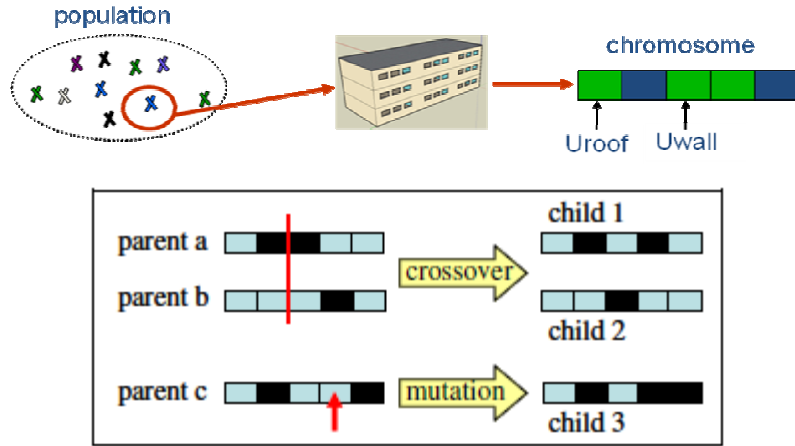 population
chromosome
Uroof
Uwall
child 1
parent a
crossover
parent b
child 2
parent c
mutation
child 3